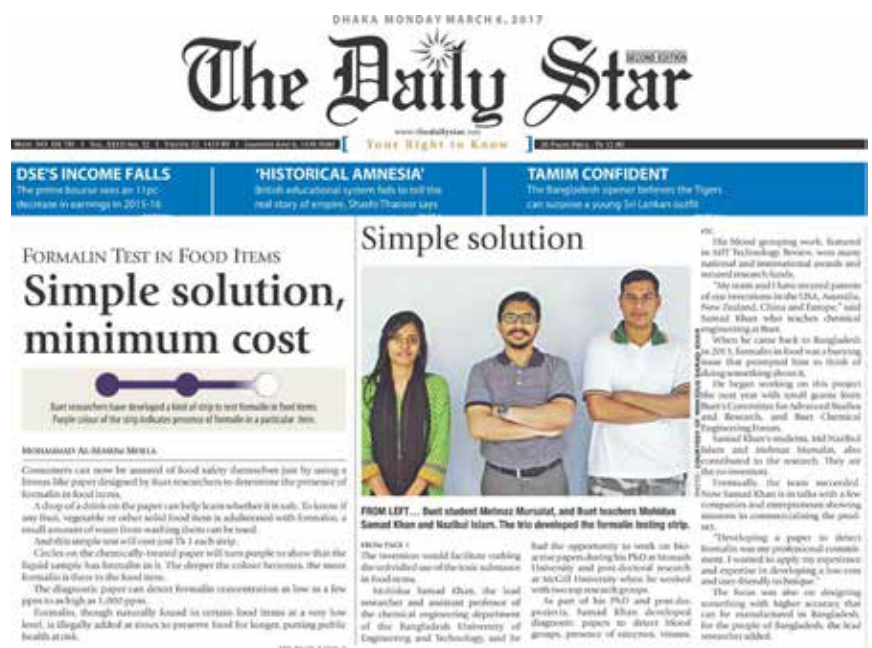 DHAKA MONDAY MARCH 6, 2017
The Daily Star
SECOND EDITION
www.thedailystar.net
Your Right to Know
DSE'S INCOME FALLS
The prime bourse sees an 11pc
decrease in earnings in 2015-16
'HISTORICAL AMNESIA'
British educational system fails to tell the
real story of empire, Shashi Tharoor says
TAMIM CONFIDENT
The Bangladesh opener believes the Tigers
can surprise a young Sri Lankan outfit
FORMALIN TEST IN FOOD ITEMS
Simple solution,
minimum cost
Buet researchers have developed a kind of strip to test formalin in food items.
Purple colour of the strip indicates presence of formalin in a particular item.
MOHAMMAD AL-MASUM MOLLA
Consumers can now be assured of food safety themselves just by using a
litmus-like paper designed by Buet researchers to determine the presence of
formalin in food items.
A drop of a drink on the paper can help learn whether it is safe. To know if
any fruit, vegetable or other solid food item is adulterated with formalin, a
small amount of water from washing them can be used.
And this simple test will cost just Tk 1 each strip.
Circles on the chemically-treated paper will turn purple to show that the
liquid sample has formalin in it. The deeper the colour becomes, the more
formalin is there in the food item.
The diagnostic paper can detect formalin concentration as low as a few
ppm to as high as 1,000 ppm.
Formalin, though naturally found in certain food items at a very low
level, is illegally added at times to preserve food for longer, putting public
health at risk.
Simple solution
PHOTO: COURTESY OF MOHIDUS SAMAD KHAN
FROM LEFT... Buet student Mehnaz Mursalat, and Buet teachers Mohidus
Samad Khan and Nazibul Islam. The trio developed the formalin testing strip.
FROM PAGE 1
The invention would facilitate curbing
the unbridled use of the toxic substance
in food items.
Mohidus Samad Khan, the lead
researcher and assistant professor of
the chemical engineering department
of the Bangladesh University of
Engineering and Technology, said he
had the opportunity to work on bio-
active papers during his PhD at Monash
University and post-doctoral research
at McGill University when he worked
with two top research groups.
As part of his PhD and post-doc
projects, Samad Khan developed
diagnostic papers to detect blood
groups, presence of enzymes, viruses,
etc.
His blood grouping work, featured
in MIT Technology Review, won many
national and international awards and
secured research funds.
"My team and I have secured patents
of our inventions in the USA, Australia,
New Zealand, China and Europe," said
Samad Khan who teaches chemical
engineering at Buet.
When he came back to Bangladesh
in 2013, formalin in food was a burning
issue that prompted him to think of
doing something about it.
He began working on this project
the next year with small grants from
Buet's Committee for Advanced Studies
and Research, and Buet Chemical
Engineering Forum.
Samad Khan's students, Md Nazibul
Islam and Mehnaz Mursalat, also
contributed to the research. They are
the co-inventors.
Eventually, the team succeeded.
Now Samad Khan is in talks with a few
companies and entrepreneurs showing
interests in commercialising the prod-
uct.
"Developing a paper to detect
formalin was my professional commit-
ment. I wanted to apply my experience
and expertise in developing a low-cost
and user-friendly technique."
The focus was also on designing
something with higher accuracy that
can be manufactured in Bangladesh,
for the people of Bangladesh, the lead
researcher added.